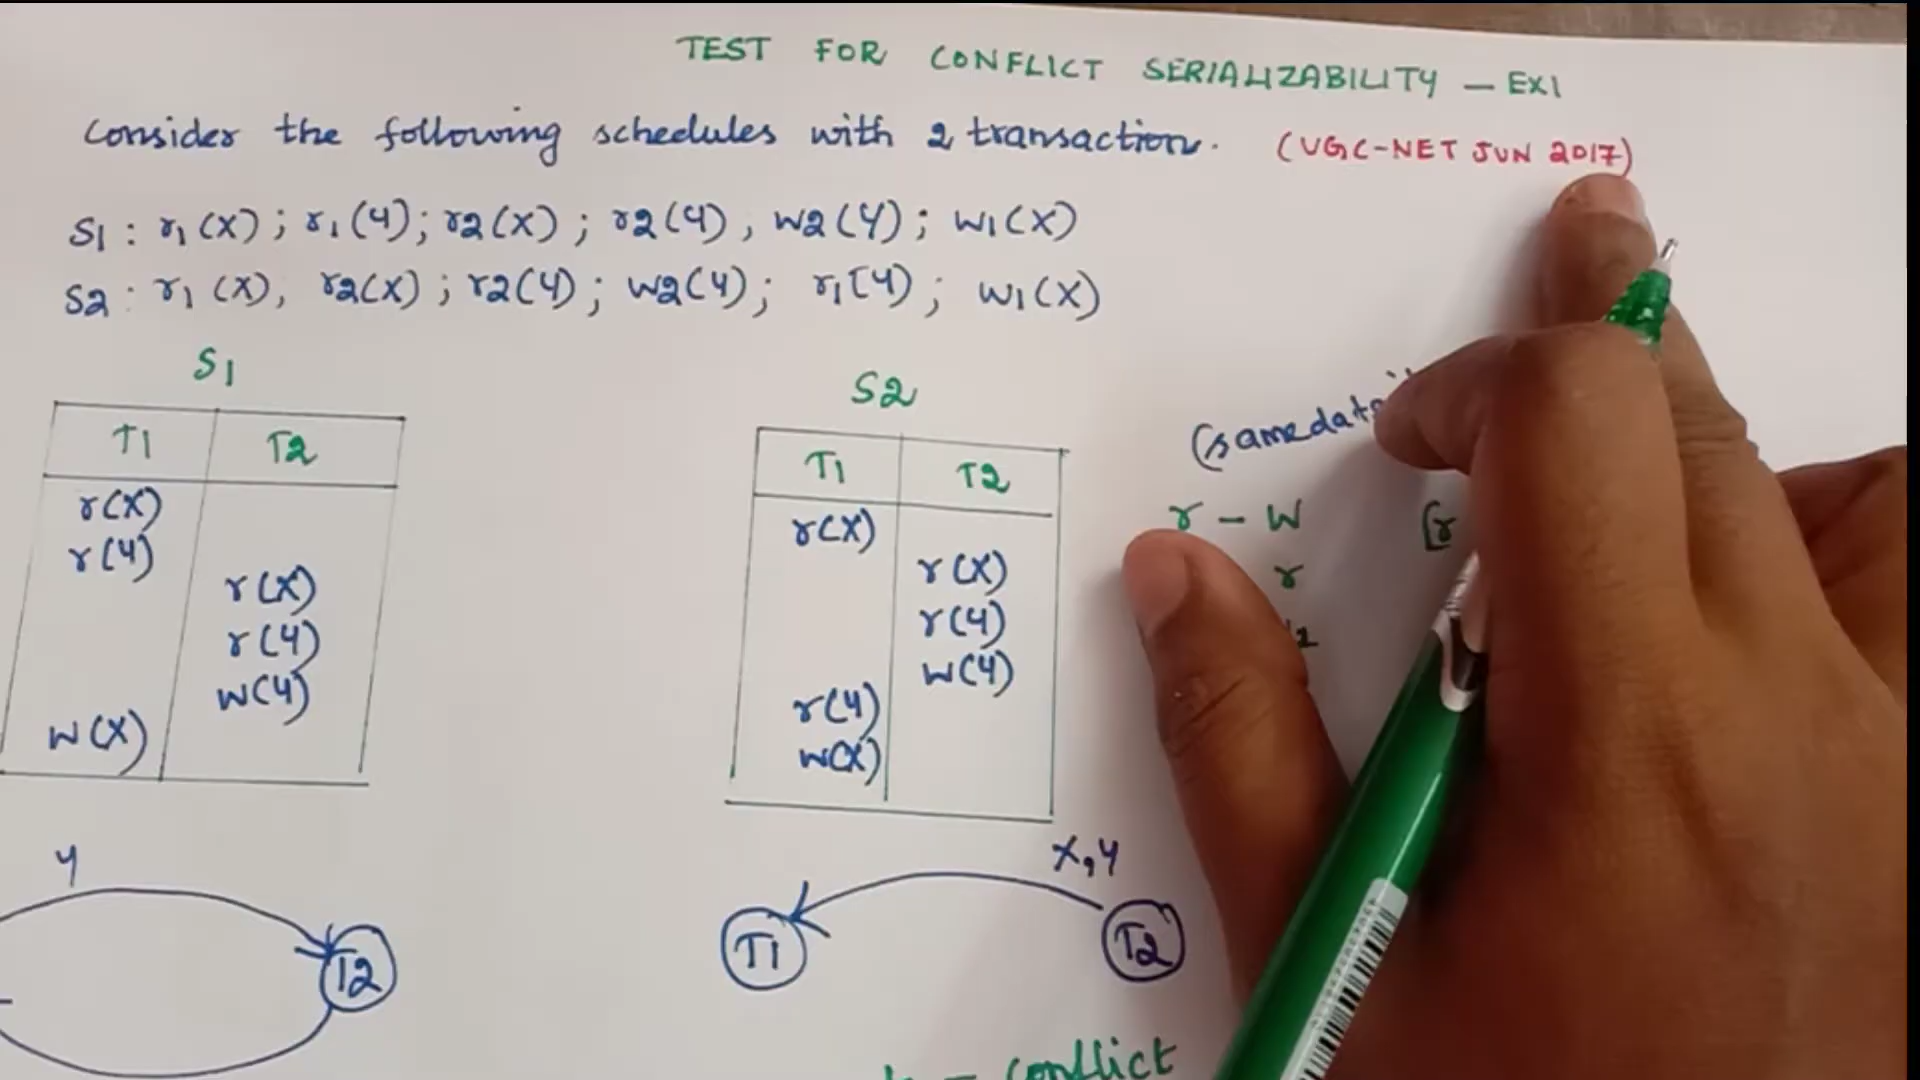 TEST FOR CONFLICT SERIALIZABILITY - EX1
Consider the following schedules with 2 transaction. (UGC-NET JUN 2017)
S1 : r1(X) ; r1(Y) ; r2(X) ; r2(Y) , w2(Y) ; w1(X)
S2 : r1(X), r2(X) ; r2(Y) ; w2(Y) ; r1(Y) ; w1(X)
S1
T1 T2
r(X)
r(Y)
r(X)
r(Y)
w(Y)
w(X)
S2
T1 T2
r(X)
r(X)
r(Y)
w(Y)
r(Y)
w(X)
(same
r - w
[r
r
Y
T2
X,Y
T1
T2
- Conflict